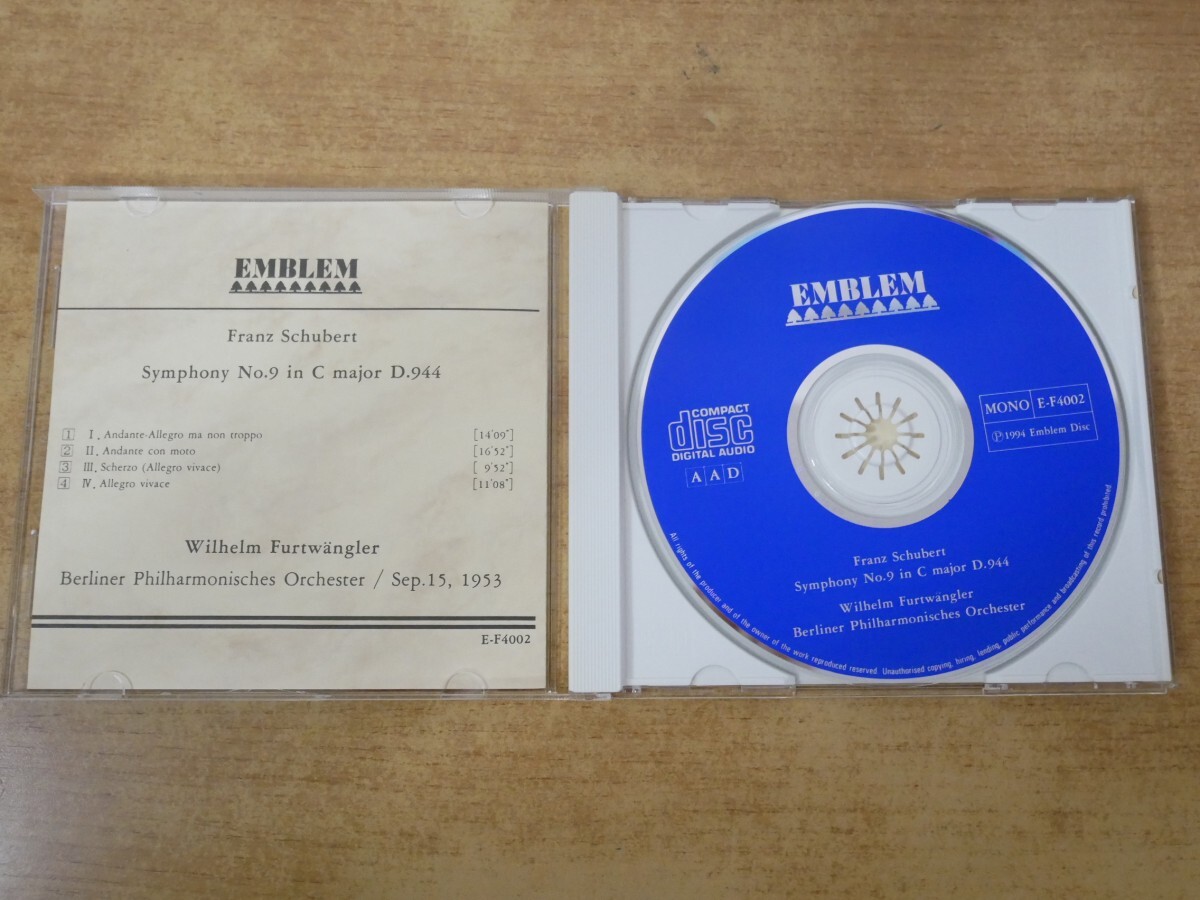 EMBLEM
Franz Schubert
Symphony No.9 in C major D.944
1 I. Andante-Allegro ma non troppo [14'09"]
2 II. Andante con moto [16'52"]
3 III. Scherzo (Allegro vivace) [ 9'52"]
4 IV. Allegro vivace [11'08"]
Wilhelm Furtwängler
Berliner Philharmonisches Orchester / Sep.15, 1953
E-F4002
EMBLEM
COMPACT
disc
DIGITAL AUDIO
A A D
MONO E-F4002
Ⓟ1994 Emblem Disc
Franz Schubert
Symphony No.9 in C major D.944
Wilhelm Furtwängler
Berliner Philharmonisches Orchester
All rights of the producer and of the owner of the work reproduced reserved. Unauthorised copying, hiring, lending, public performance and broadcasting of this record prohibited